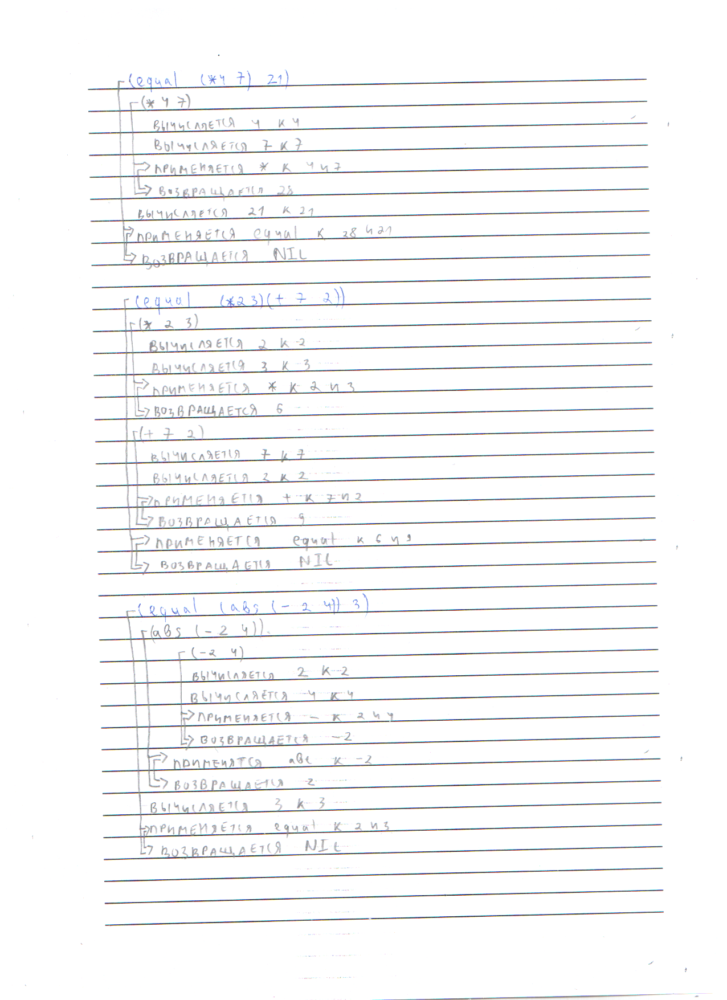 (equal (* 4 7) 21)
(* 4 7)
ВЫЧИСЛЯЕТСЯ 4 К 4
ВЫЧИСЛЯЕТСЯ 7 К 7
ПРИМЕНЯЕТСЯ * К 4 И 7
ВОЗВРАЩАЕТСЯ 28
ВЫЧИСЛЯЕТСЯ 21 К 21
ПРИМЕНЯЕТСЯ equal К 28 И 21
ВОЗВРАЩАЕТСЯ NIL
(equal (* 2 3) (+ 7 2))
(* 2 3)
ВЫЧИСЛЯЕТСЯ 2 К 2
ВЫЧИСЛЯЕТСЯ 3 К 3
ПРИМЕНЯЕТСЯ * К 2 И 3
ВОЗВРАЩАЕТСЯ 6
(+ 7 2)
ВЫЧИСЛЯЕТСЯ 7 К 7
ВЫЧИСЛЯЕТСЯ 2 К 2
ПРИМЕНЯЕТСЯ + К 7 И 2
ВОЗВРАЩАЕТСЯ 9
ПРИМЕНЯЕТСЯ equal К 6 И 9
ВОЗВРАЩАЕТСЯ NIL
(equal (abs (- 2 4)) 3)
(abs (- 2 4))
(- 2 4)
ВЫЧИСЛЯЕТСЯ 2 К 2
ВЫЧИСЛЯЕТСЯ 4 К 4
ПРИМЕНЯЕТСЯ - К 2 И 4
ВОЗВРАЩАЕТСЯ -2
ПРИМЕНЯТСЯ abs К -2
ВОЗВРАЩАЕТСЯ 2
ВЫЧИСЛЯЕТСЯ 3 К 3
ПРИМЕНЯЕТСЯ equal К 2 И 3
ВОЗВРАЩАЕТСЯ NIL